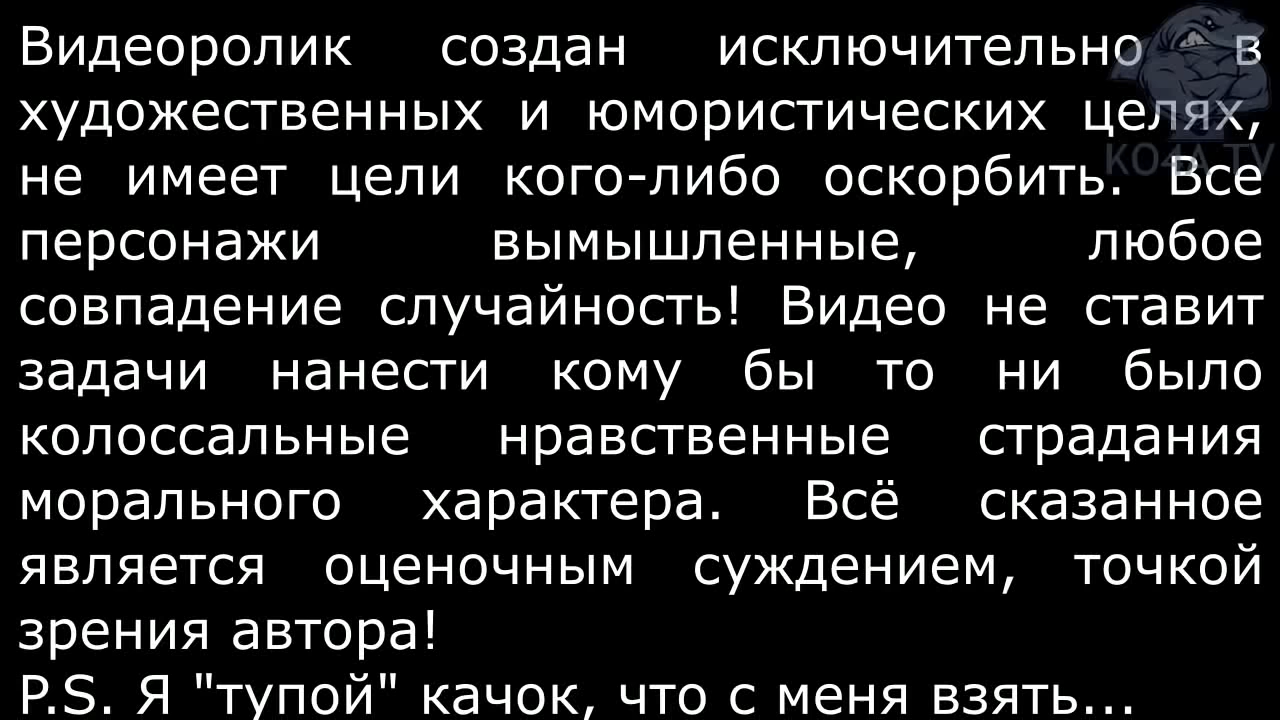 Видеоролик создан исключительно в
художественных и юмористических целях,
не имеет цели кого-либо оскорбить. Все
персонажи вымышленные, любое
совпадение случайность! Видео не ставит
задачи нанести кому бы то ни было
колоссальные нравственные страдания
морального характера. Всё сказанное
является оценочным суждением, точкой
зрения автора!
P.S. Я "тупой" качок, что с меня взять...
KO4A.TV